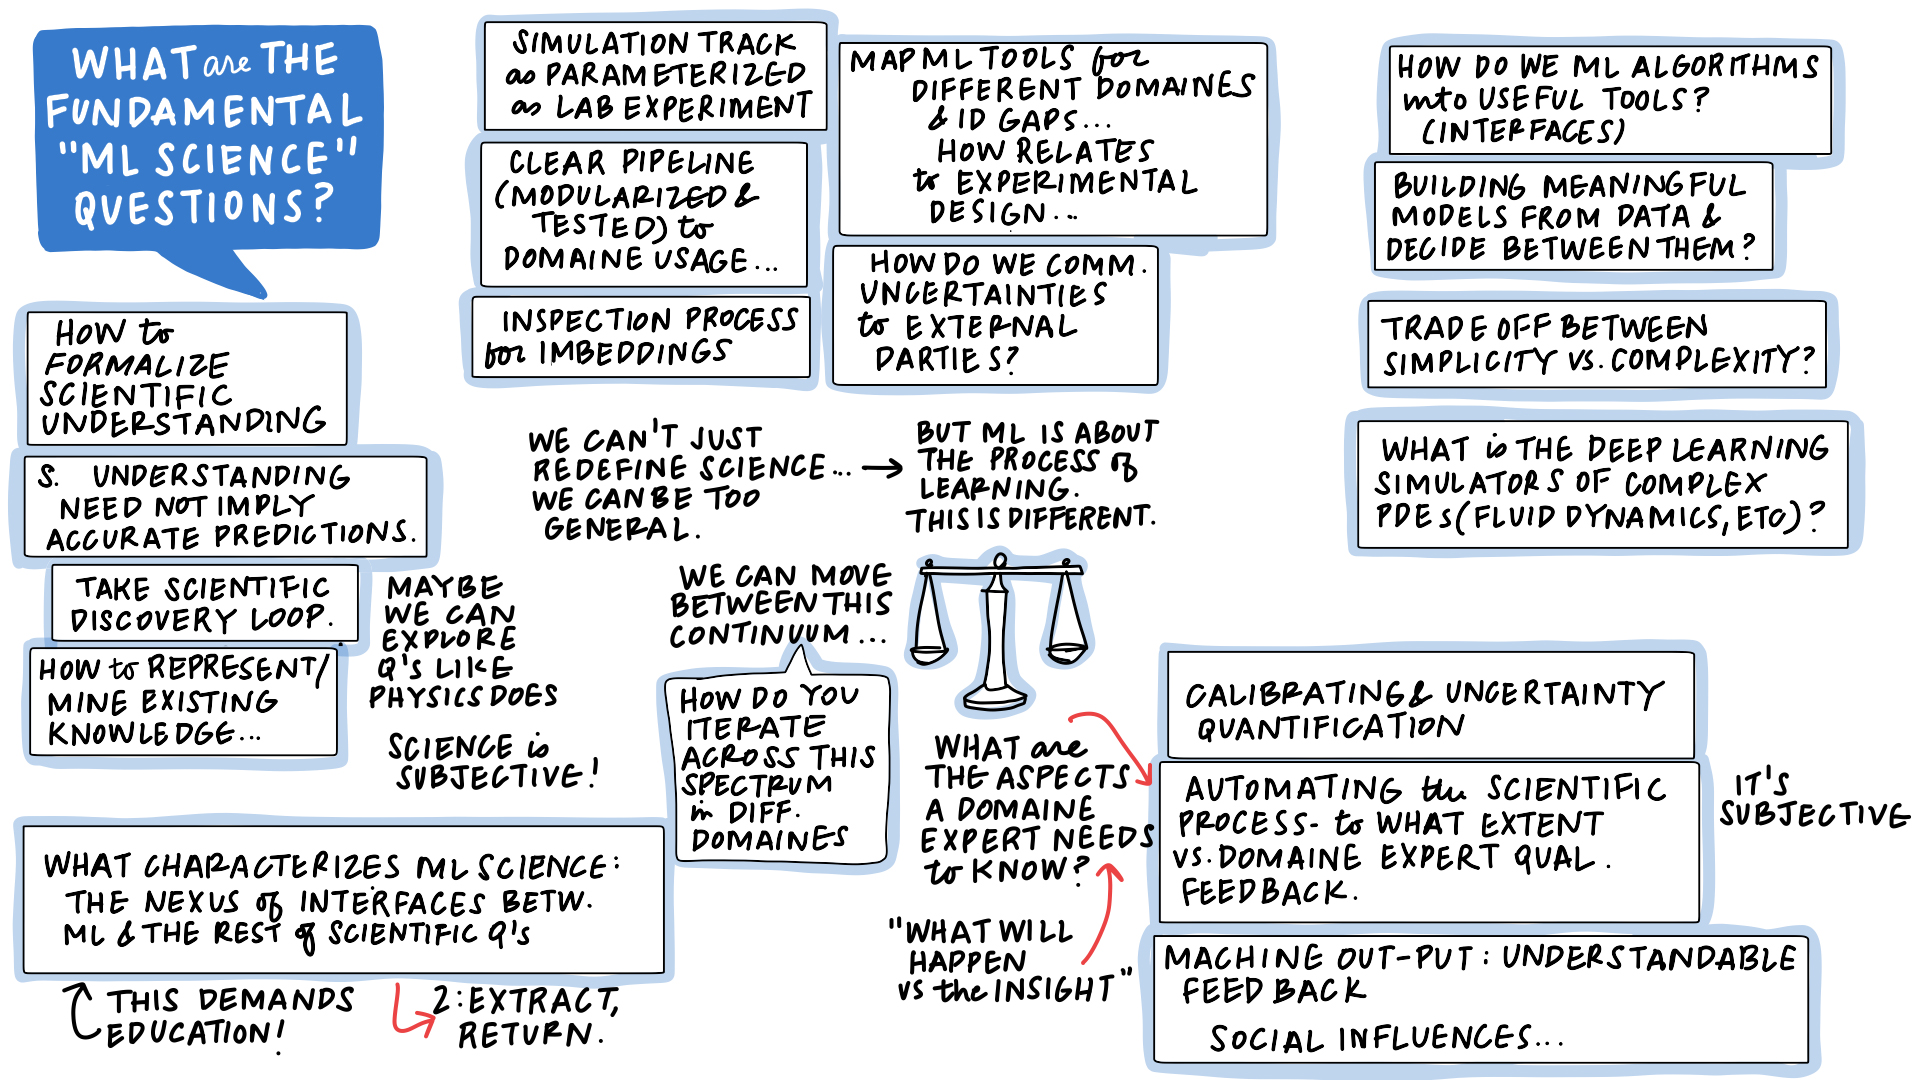 WHAT are THE
FUNDAMENTAL
"ML SCIENCE"
QUESTIONS?
HOW to
FORMALIZE
SCIENTIFIC
UNDERSTANDING
S. UNDERSTANDING
NEED NOT IMPLY
ACCURATE PREDICTIONS.
TAKE SCIENTIFIC
DISCOVERY LOOP.
HOW to REPRESENT/
MINE EXISTING
KNOWLEDGE...
MAYBE
WE CAN
EXPLORE
Q'S LIKE
PHYSICS DOES
SCIENCE is
SUBJECTIVE!
WHAT CHARACTERIZES ML SCIENCE:
THE NEXUS of INTERFACES BETW.
ML & THE REST of SCIENTIFIC Q's
THIS DEMANDS
EDUCATION!
2: EXTRACT,
RETURN.
SIMULATION TRACK
as PARAMETERIZED
as LAB EXPERIMENT
CLEAR PIPELINE
(MODULARIZED &
TESTED) to
DOMAINE USAGE...
INSPECTION PROCESS
for IMBEDDINGS
MAP ML TOOLS for
DIFFERENT DOMAINES
& ID GAPS...
HOW RELATES
to EXPERIMENTAL
DESIGN...
HOW DO WE COMM.
UNCERTAINTIES
to EXTERNAL
PARTIES?
WE CAN'T JUST
REDEFINE SCIENCE...
WE CAN BE TOO
GENERAL.
BUT ML IS ABOUT
THE PROCESS of
LEARNING.
THIS IS DIFFERENT.
WE CAN MOVE
BETWEEN THIS
CONTINUUM...
HOW DO YOU
ITERATE
ACROSS THIS
SPECTRUM
in DIFF.
DOMAINES
WHAT are
THE ASPECTS
A DOMAINE
EXPERT NEEDS
to KNOW?
"WHAT WILL
HAPPEN
VS the INSIGHT"
HOW DO WE ML ALGORITHMS
into USEFUL TOOLS?
(INTERFACES)
BUILDING MEANINGFUL
MODELS FROM DATA &
DECIDE BETWEEN THEM?
TRADE OFF BETWEEN
SIMPLICITY VS. COMPLEXITY?
WHAT is THE DEEP LEARNING
SIMULATORS OF COMPLEX
PDEs (FLUID DYNAMICS, ETC)?
CALIBRATING & UNCERTAINTY
QUANTIFICATION
AUTOMATING the SCIENTIFIC
PROCESS- to WHAT EXTENT
VS. DOMAINE EXPERT QUAL.
FEEDBACK.
IT'S
SUBJECTIVE
MACHINE OUT-PUT: UNDERSTANDABLE
FEEDBACK
SOCIAL INFLUENCES...